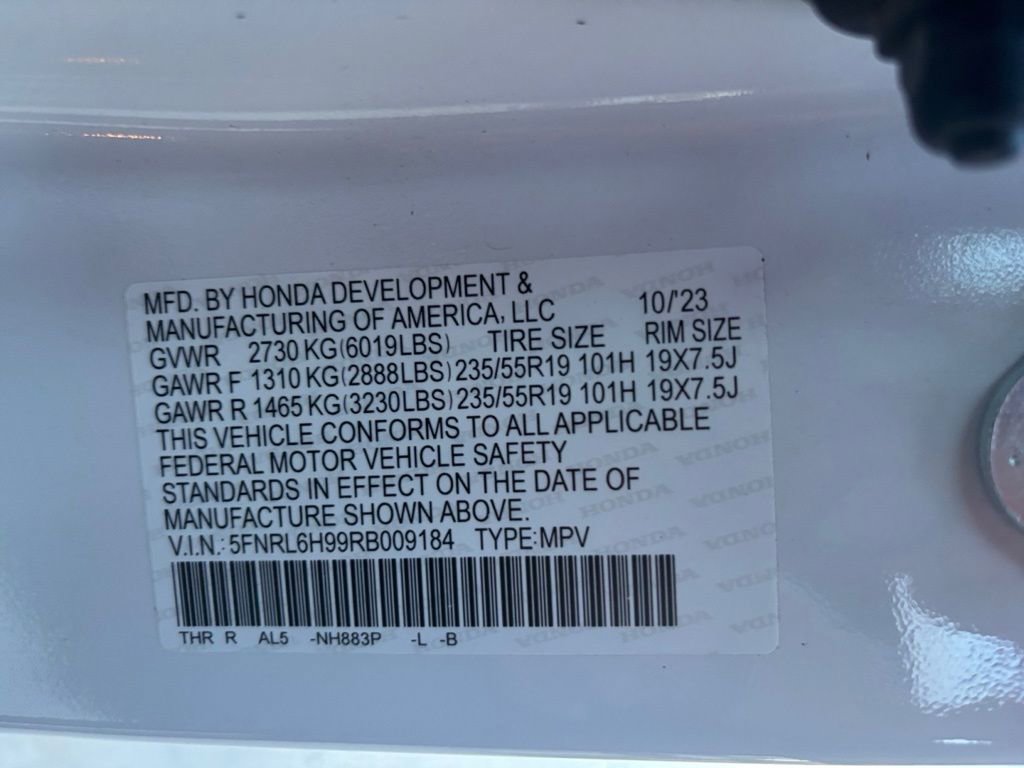 MFD. BY HONDA DEVELOPMENT &
MANUFACTURING OF AMERICA, LLC 10/'23
GVWR 2730 KG(6019LBS) TIRE SIZE RIM SIZE
GAWR F 1310 KG(2888LBS) 235/55R19 101H 19X7.5J
GAWR R 1465 KG(3230LBS) 235/55R19 101H 19X7.5J
THIS VEHICLE CONFORMS TO ALL APPLICABLE
FEDERAL MOTOR VEHICLE SAFETY
STANDARDS IN EFFECT ON THE DATE OF
MANUFACTURE SHOWN ABOVE.
V.I.N.: 5FNRL6H99RB009184 TYPE:MPV
THR R AL5 -NH883P -L -B